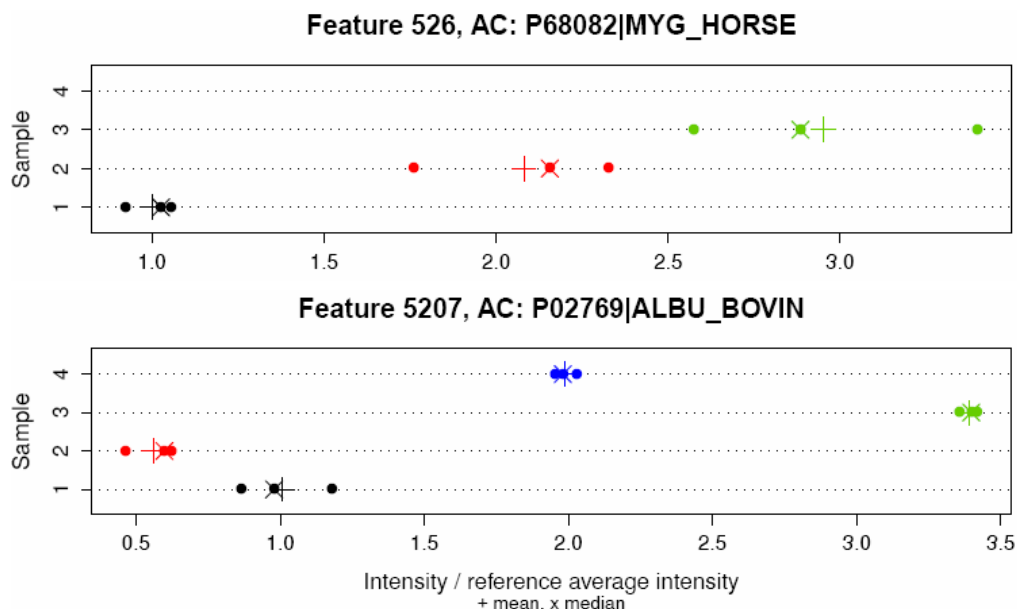 Feature 526, AC: P68082|MYG_HORSE
Sample
4
3
2
1
1.0 1.5 2.0 2.5 3.0
Feature 5207, AC: P02769|ALBU_BOVIN
Sample
4
3
2
1
0.5 1.0 1.5 2.0 2.5 3.0 3.5
Intensity / reference average intensity
+ mean, x median